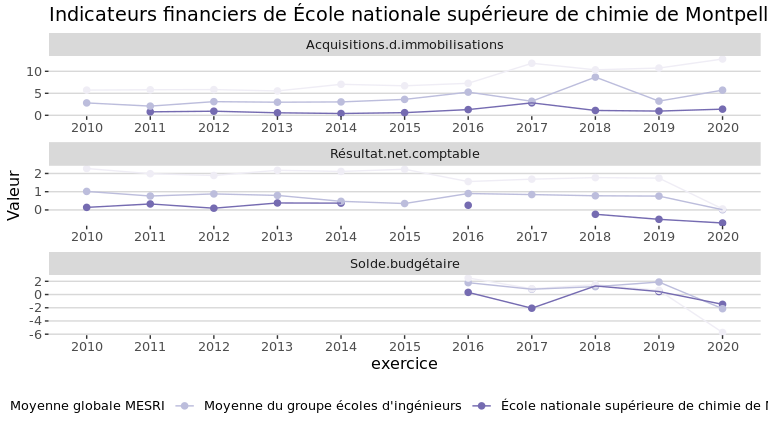 Indicateurs financiers de École nationale supérieure de chimie de Montpell
Acquisitions.d.immobilisations
10
5
0
2010 2011 2012 2013 2014 2015 2016 2017 2018 2019 2020
Résultat.net.comptable
2
1
0
2010 2011 2012 2013 2014 2015 2016 2017 2018 2019 2020
Solde.budgétaire
2
0
-2
-4
-6
2010 2011 2012 2013 2014 2015 2016 2017 2018 2019 2020
Valeur
exercice
Moyenne globale MESRI Moyenne du groupe écoles d'ingénieurs École nationale supérieure de chimie de M